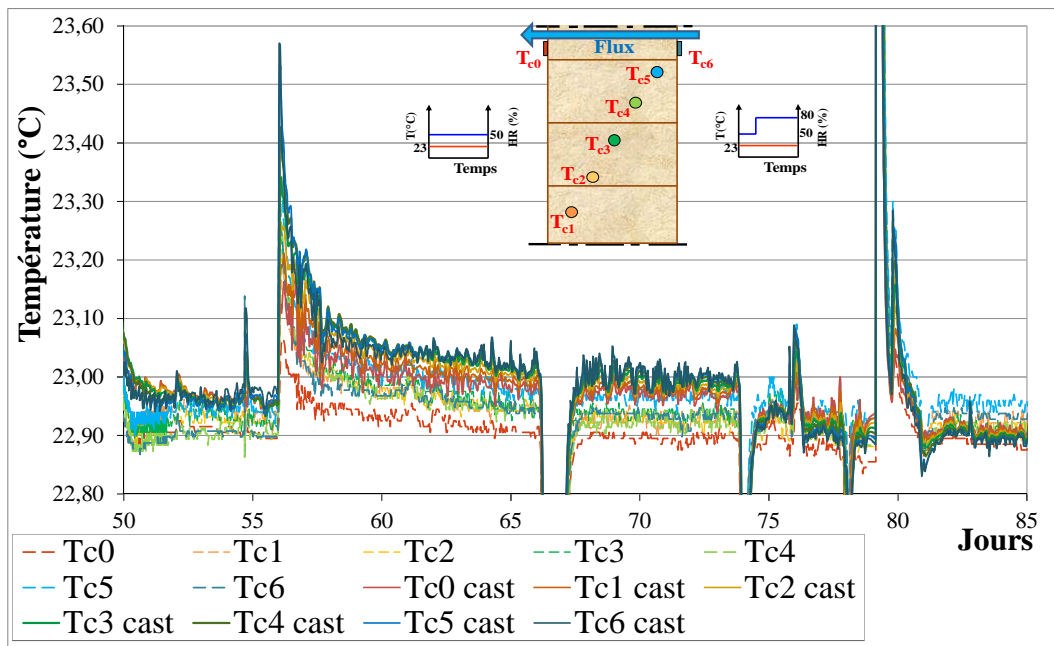 Température (°C)
23,60
23,50
23,40
23,30
23,20
23,10
23,00
22,90
22,80
50
55
60
65
70
75
80
85
Jours
Flux
Tc0
Tc6
Tc5
Tc4
Tc3
Tc2
Tc1
T(°C)
23
50
HR (%)
Temps
T(°C)
23
80
50
HR (%)
Temps
Tc0 Tc1 Tc2 Tc3 Tc4
Tc5 Tc6 Tc0 cast Tc1 cast Tc2 cast
Tc3 cast Tc4 cast Tc5 cast Tc6 cast